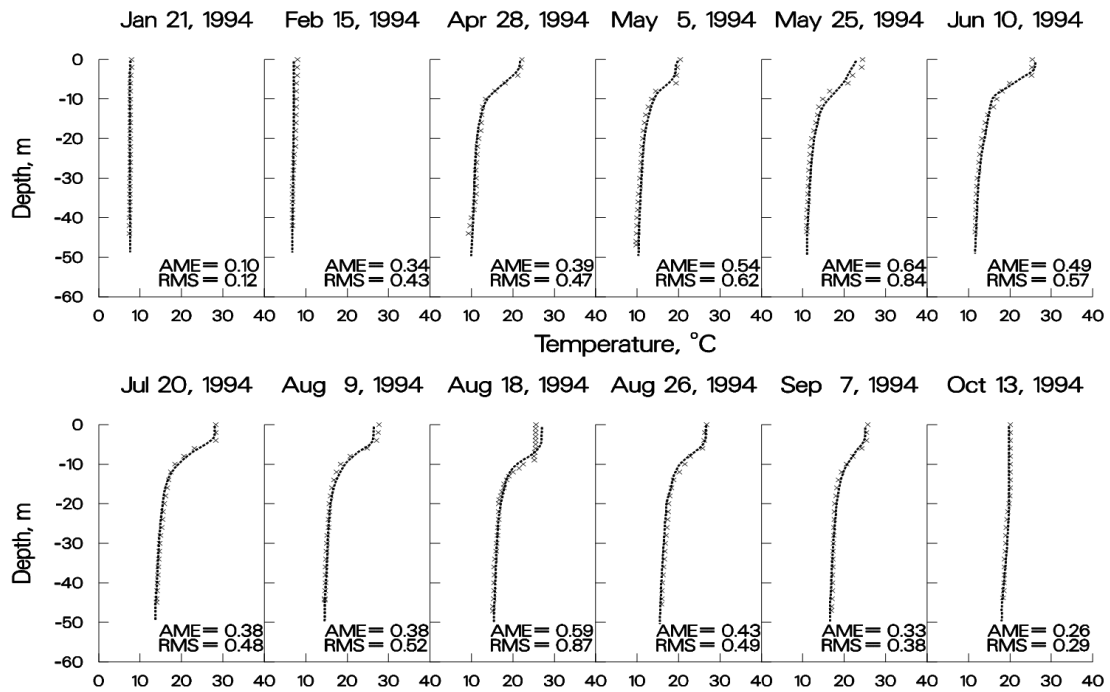 Jan 21, 1994 Feb 15, 1994 Apr 28, 1994 May 5, 1994 May 25, 1994 Jun 10, 1994
0
-10
-20
-30
-40
-50
-60
Depth, m
AME= 0.10 AME= 0.34 AME= 0.39 AME= 0.54 AME= 0.64 AME= 0.49
RMS= 0.12 RMS= 0.43 RMS= 0.47 RMS= 0.62 RMS= 0.84 RMS= 0.57
0 10 20 30 40 10 20 30 40 10 20 30 40 10 20 30 40 10 20 30 40 10 20 30 40
Temperature, °C
Jul 20, 1994 Aug 9, 1994 Aug 18, 1994 Aug 26, 1994 Sep 7, 1994 Oct 13, 1994
0
-10
-20
-30
-40
-50
-60
Depth, m
AME= 0.38 AME= 0.38 AME= 0.59 AME= 0.43 AME= 0.33 AME= 0.26
RMS= 0.48 RMS= 0.52 RMS= 0.87 RMS= 0.49 RMS= 0.38 RMS= 0.29
0 10 20 30 40 10 20 30 40 10 20 30 40 10 20 30 40 10 20 30 40 10 20 30 40